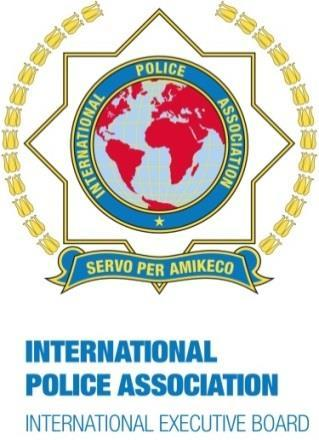 INTERNATIONAL POLICE ASSOCIATION
SERVO PER AMIKECO
INTERNATIONAL
POLICE ASSOCIATION
INTERNATIONAL EXECUTIVE BOARD